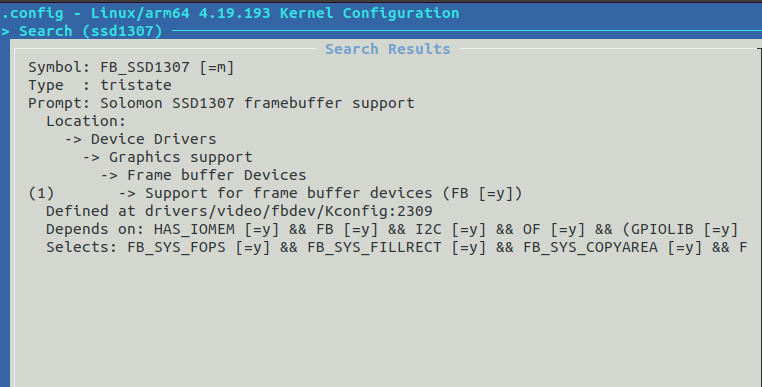 .config - Linux/arm64 4.19.193 Kernel Configuration
> Search (ssd1307)
Search Results
Symbol: FB_SSD1307 [=m]
Type  : tristate
Prompt: Solomon SSD1307 framebuffer support
  Location:
    -> Device Drivers
      -> Graphics support
        -> Frame buffer Devices
(1)       -> Support for frame buffer devices (FB [=y])
  Defined at drivers/video/fbdev/Kconfig:2309
  Depends on: HAS_IOMEM [=y] && FB [=y] && I2C [=y] && OF [=y] && (GPIOLIB [=y]
  Selects: FB_SYS_FOPS [=y] && FB_SYS_FILLRECT [=y] && FB_SYS_COPYAREA [=y] && F